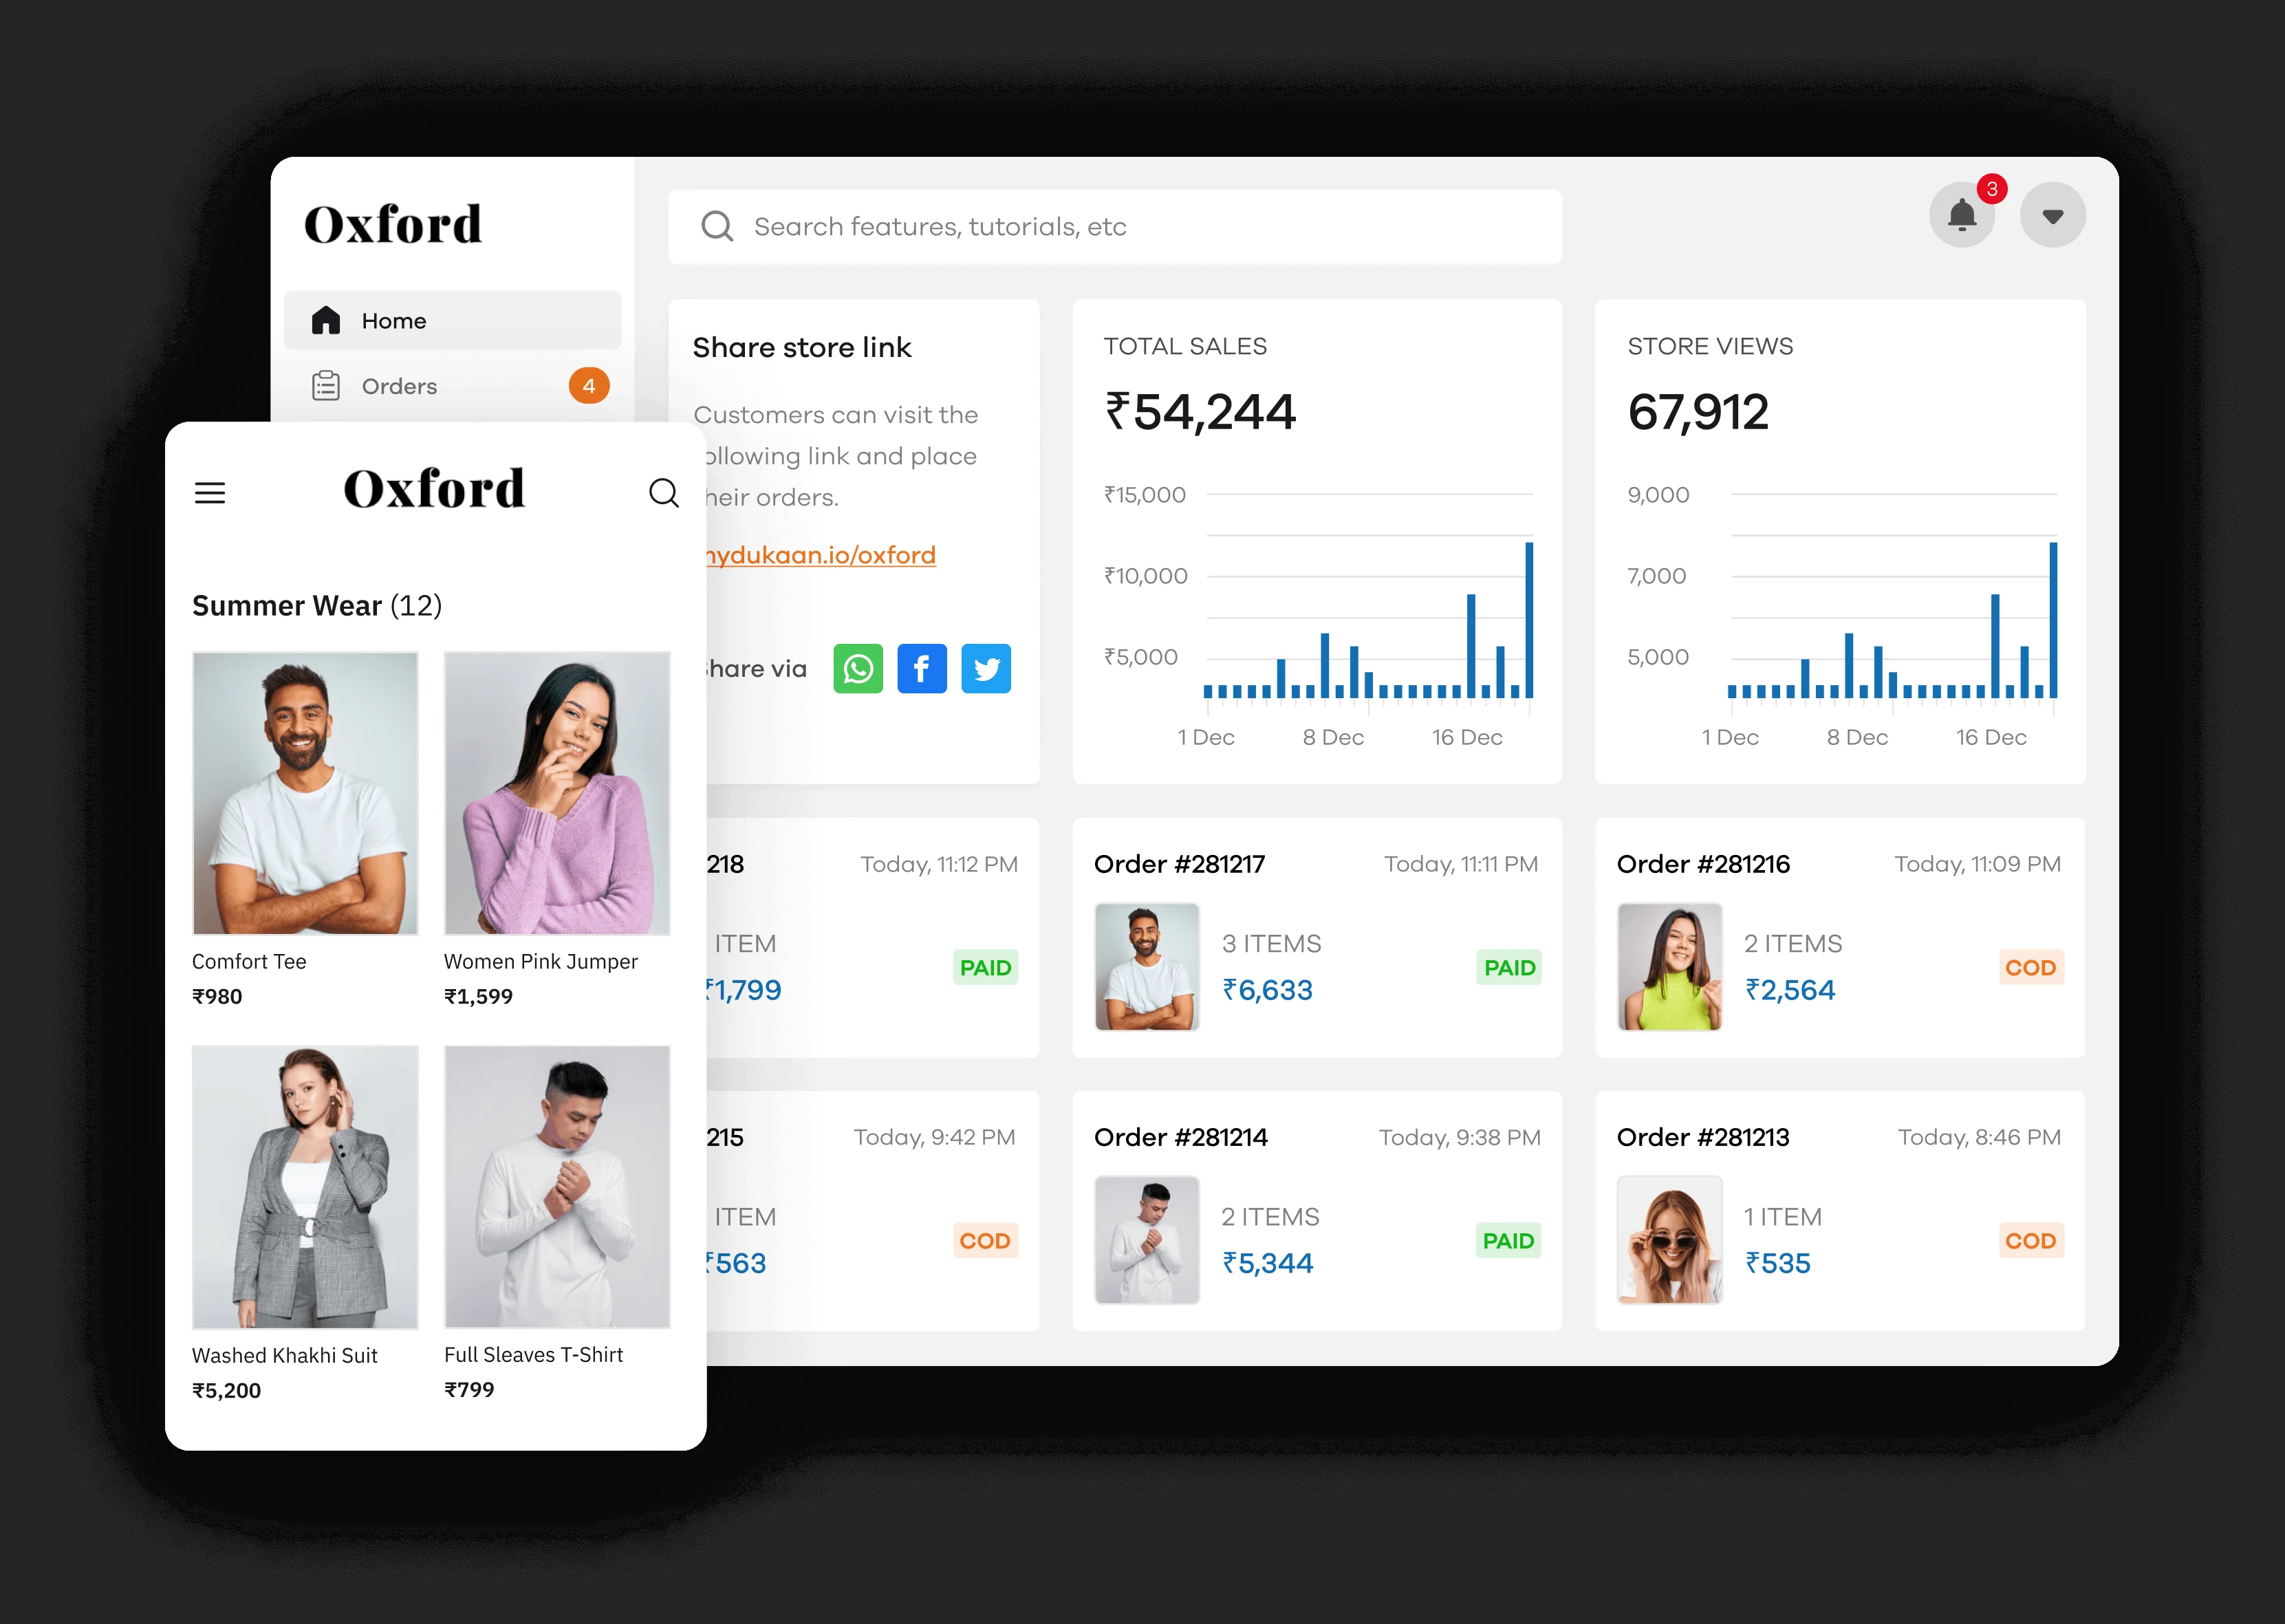 Oxford
Home
Orders 4
Search features, tutorials, etc
3
Share store link
Customers can visit the
following link and place
their orders.
mydukaan.io/oxford
Share via
TOTAL SALES
₹54,244
₹15,000
₹10,000
₹5,000
1 Dec 8 Dec 16 Dec
STORE VIEWS
67,912
9,000
7,000
5,000
1 Dec 8 Dec 16 Dec
218 Today, 11:12 PM
ITEM
₹1,799
PAID
Order #281217 Today, 11:11 PM
3 ITEMS
₹6,633
PAID
Order #281216 Today, 11:09 PM
2 ITEMS
₹2,564
COD
215 Today, 9:42 PM
ITEM
₹563
COD
Order #281214 Today, 9:38 PM
2 ITEMS
₹5,344
PAID
Order #281213 Today, 8:46 PM
1 ITEM
₹535
COD
Oxford
Summer Wear (12)
Comfort Tee
₹980
Women Pink Jumper
₹1,599
Washed Khakhi Suit
₹5,200
Full Sleaves T-Shirt
₹799